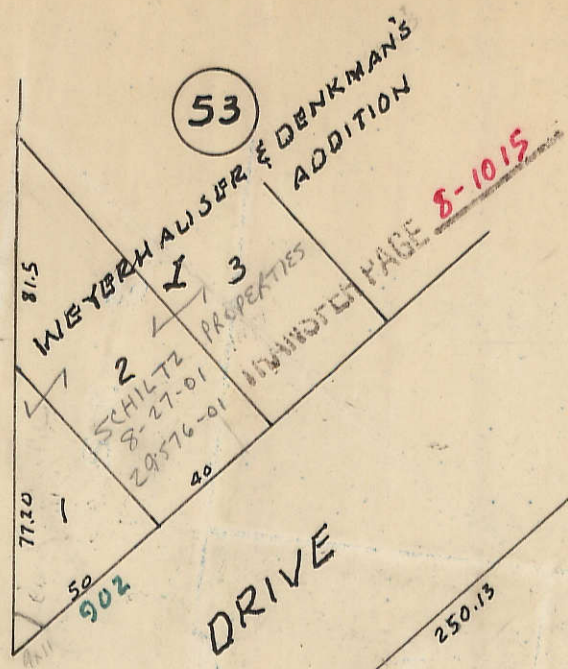 53
WEYERHAUSER & DENKMAN'S
ADDITION
TRANSFER PAGE 8-1015
81.5
I 3
2
SCHILTZ PROPERTIES
8-27-01
29576-01
77.20
1
40
50
902
DRIVE
250.13